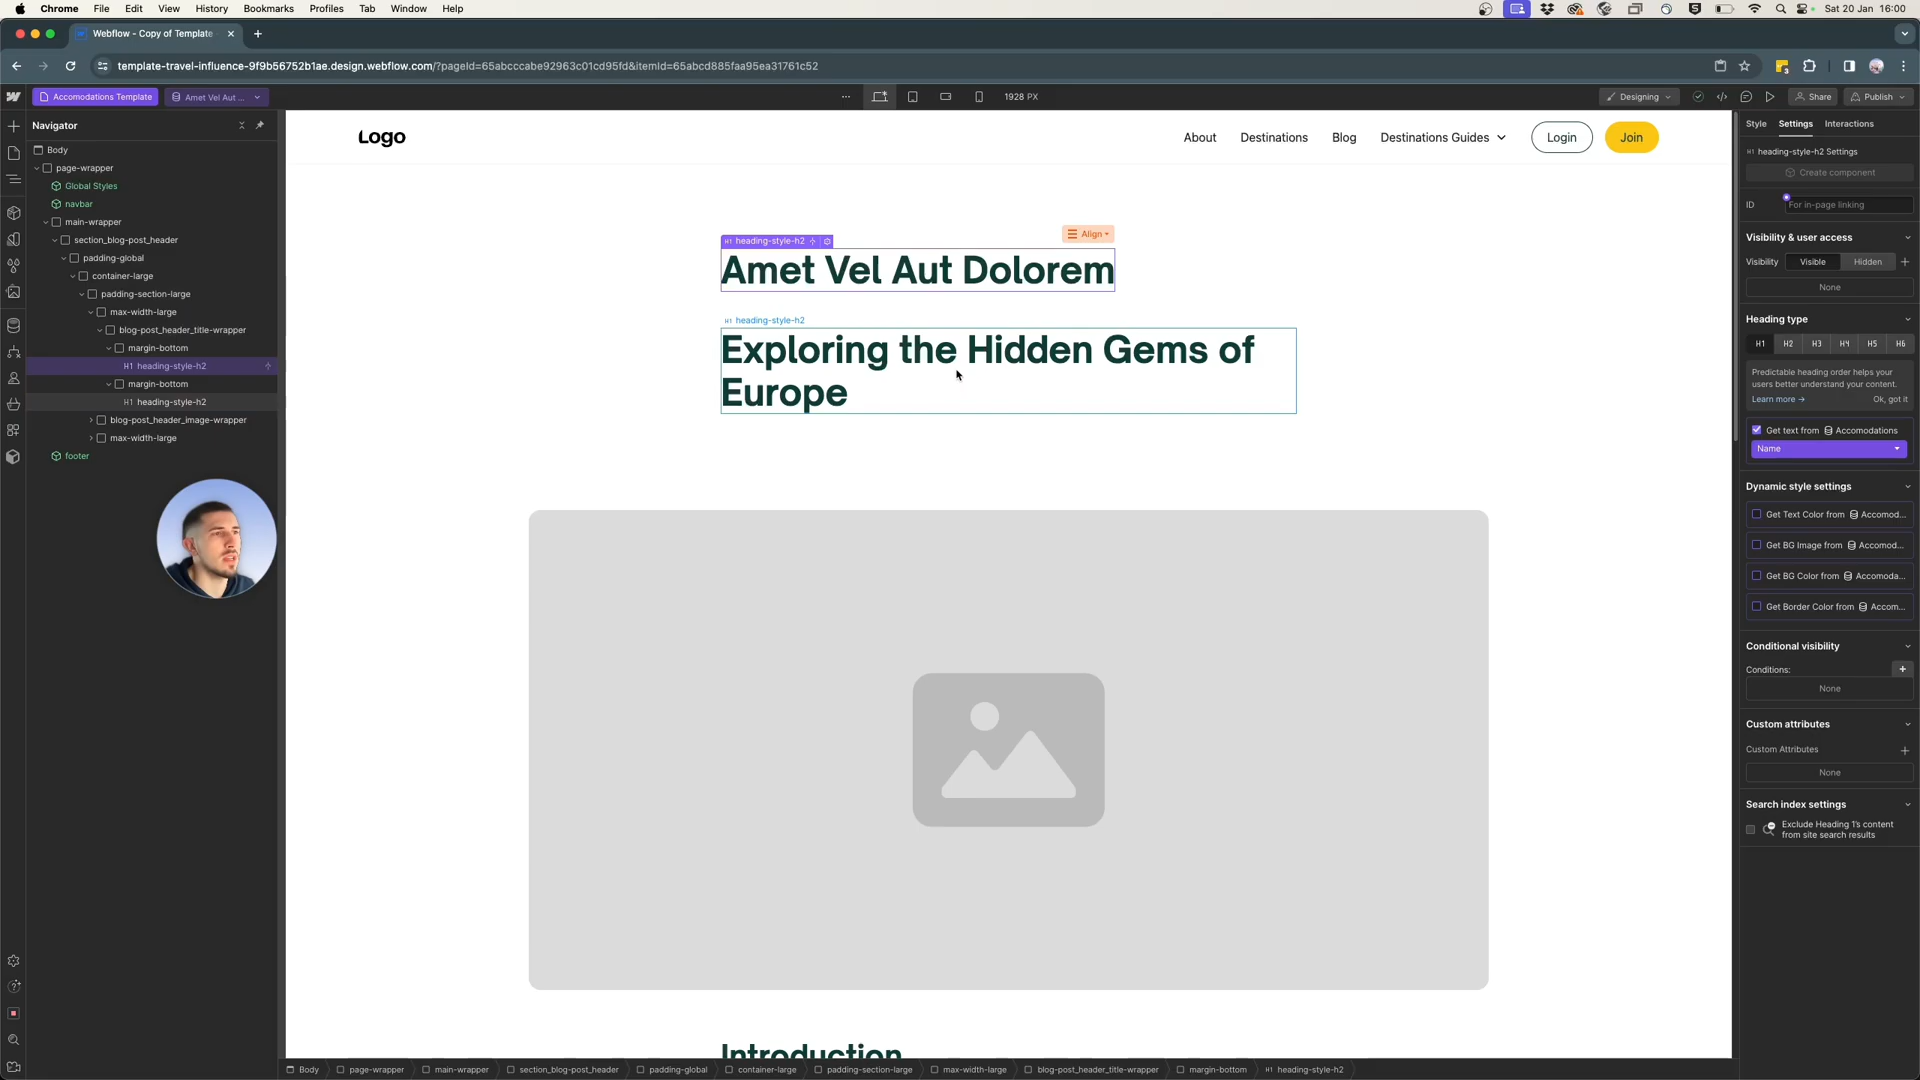 Chrome File Edit View History Bookmarks Profiles Tab Window Help
Sat 20 Jan 16:00
Webflow - Copy of Template
template-travel-influence-9f9b56752b1ae.design.webflow.com/?pageId=65abcccabe92963c01cd95fd&itemId=65abcd885faa95ea31761c52
Accomodations Template
Amet Vel Aut ...
1928 PX
Designing
Share
Publish
Navigator
Body
page-wrapper
Global Styles
navbar
main-wrapper
section_blog-post_header
padding-global
container-large
padding-section-large
max-width-large
blog-post_header_title-wrapper
margin-bottom
H1 heading-style-h2
margin-bottom
H1 heading-style-h2
blog-post_header_image-wrapper
max-width-large
footer
Logo
About Destinations Blog Destinations Guides Login Join
H1 heading-style-h2
Align
Amet Vel Aut Dolorem
H1 heading-style-h2
Exploring the Hidden Gems of
Europe
Introduction
Style Settings Interactions
H1 heading-style-h2 Settings
Create component
ID For in-page linking
Visibility & user access
Visibility Visible Hidden
None
Heading type
H1 H2 H3 H4 H5 H6
Predictable heading order helps your
users better understand your content.
Learn more → Ok, got it
Get text from Accomodations
Name
Dynamic style settings
Get Text Color from Accomod...
Get BG Image from Accomod...
Get BG Color from Accomoda...
Get Border Color from Accom...
Conditional visibility
Conditions:
None
Custom attributes
Custom Attributes
None
Search index settings
Exclude Heading 1's content
from site search results
Body page-wrapper main-wrapper section_blog-post_header padding-global container-large padding-section-large max-width-large blog-post_header_title-wrapper margin-bottom H1 heading-style-h2